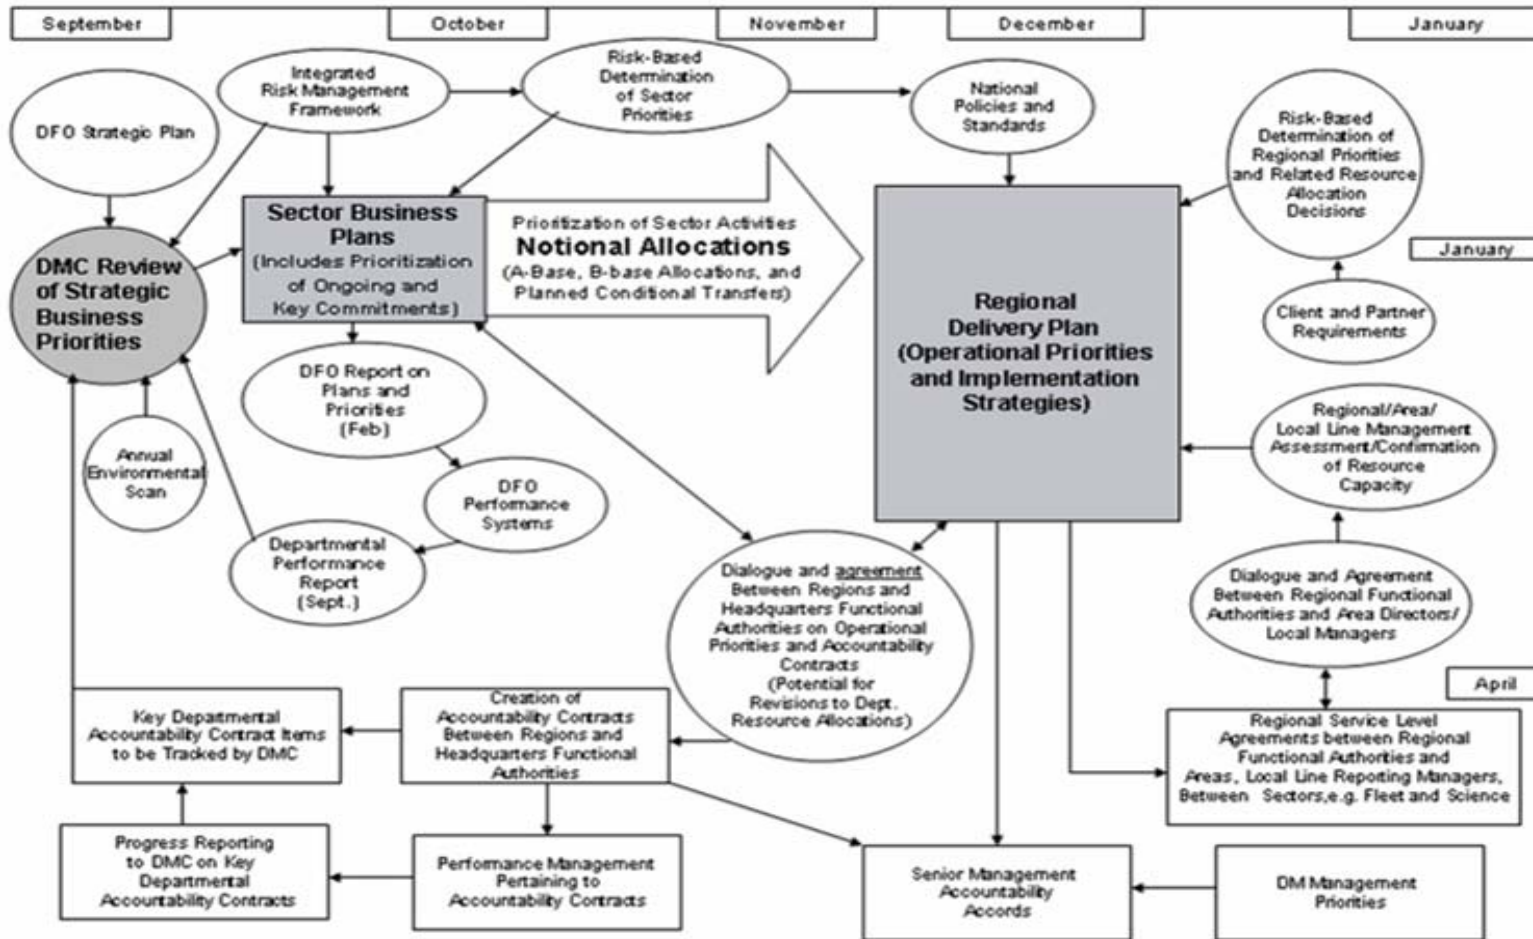 September
October
November
December
January
DFO Strategic Plan
Integrated
Risk Management
Framework
Risk-Based
Determination
of Sector
Priorities
National
Policies and
Standards
Risk-Based
Determination of
Regional Priorities
and Related Resource
Allocation
Decisions
January
DMC Review
of Strategic
Business
Priorities
Sector Business
Plans
(Includes Prioritization
of Ongoing and
Key Commitments)
Prioritization of Sector Activities
Notional Allocations
(A-Base, B-base Allocations, and
Planned Conditional Transfers)
Regional
Delivery Plan
(Operational Priorities
and Implementation
Strategies)
Client and Partner
Requirements
DFO Report on
Plans and
Priorities
(Feb)
Regional/Area/
Local Line Management
Assessment/Confirmation
of Resource
Capacity
Annual
Environmental
Scan
DFO
Performance
Systems
Departmental
Performance
Report
(Sept.)
Dialogue and agreement
Between Regions and
Headquarters Functional
Authorities on Operational
Priorities and Accountability
Contracts
(Potential for
Revisions to Dept.
Resource Allocations)
Dialogue and Agreement
Between Regional Functional
Authorities and Area Directors/
Local Managers
April
Key Departmental
Accountability Contract Items
to be Tracked by DMC
Creation of
Accountability Contracts
Between Regions and
Headquarters Functional
Authorities
Regional Service Level
Agreements between Regional
Functional Authorities and
Areas, Local Line Reporting Managers,
Between Sectors,e.g. Fleet and Science
Progress Reporting
to DMC on Key
Departmental
Accountability Contracts
Performance Management
Pertaining to
Accountability Contracts
Senior Management
Accountability
Accords
DM Management
Priorities